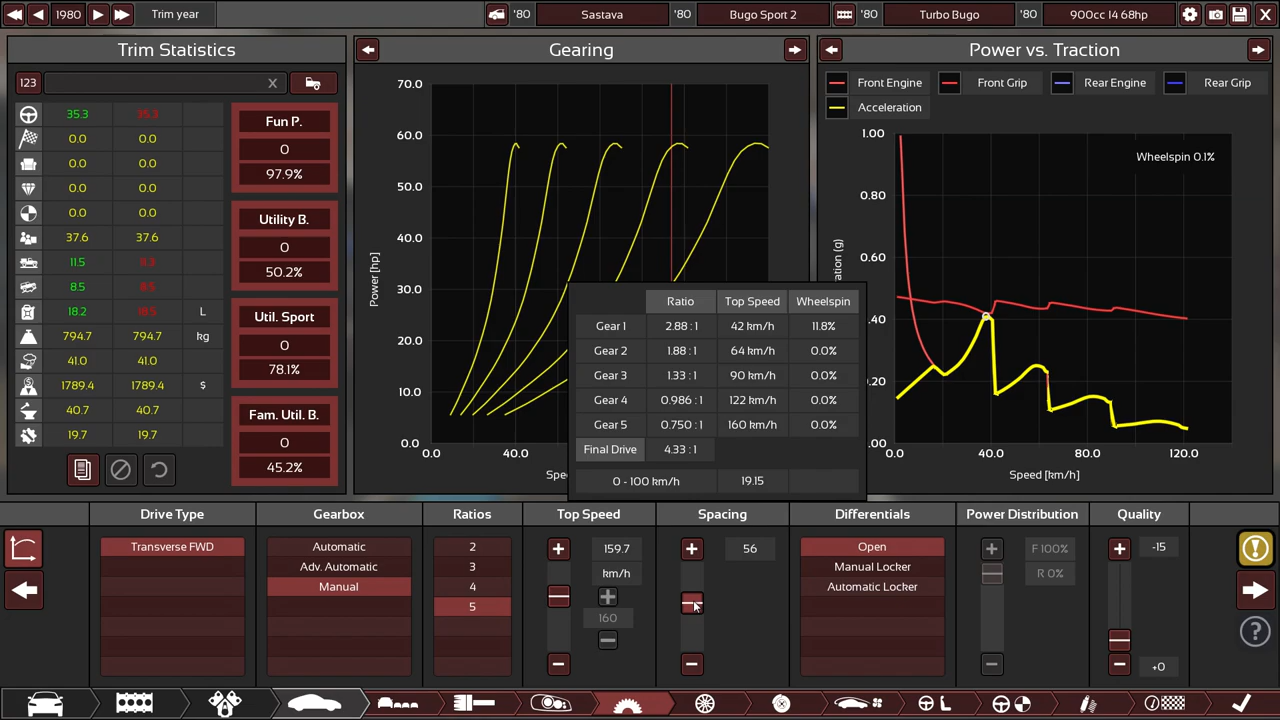 1980 Trim year '80 Sastava '80 Bugo Sport 2 '80 Turbo Bugo '80 900cc I4 68hp
Trim Statistics
123 X
35.3
0.0 0.0
0.0 0.0
0.0 0.0
0.0 0.0
37.6 37.6
11.5
8.5
18.2 L
794.7 794.7 kg
41.0 41.0
1789.4 1789.4 $
40.7 40.7
19.7 19.7
Fun P.
0
97.9%
Utility B.
0
50.2%
Util. Sport
0
78.1%
Fam. Util. B.
0
45.2%
Gearing
70.0
60.0
50.0
40.0
30.0
20.0
10.0
0.0
Power [hp]
0.0 40.0
Spe
Ratio Top Speed Wheelspin
Gear 1 2.88 : 1 42 km/h 11.8%
Gear 2 1.88 : 1 64 km/h 0.0%
Gear 3 1.33 : 1 90 km/h 0.0%
Gear 4 0.986 : 1 122 km/h 0.0%
Gear 5 0.750 : 1 160 km/h 0.0%
Final Drive 4.33 : 1
0 - 100 km/h 19.15
Power vs. Traction
Front Engine Front Grip Rear Engine Rear Grip
Acceleration
1.00
0.80
0.60
.40
.20
.00
ration [g]
Wheelspin 0.1%
0.0 40.0 80.0 120.0
Speed [km/h]
Drive Type
Transverse FWD
Gearbox
Automatic
Adv. Automatic
Manual
Ratios
2
3
4
5
Top Speed
159.7
km/h
160
Spacing
56
Differentials
Open
Manual Locker
Automatic Locker
Power Distribution
F 100%
R 0%
Quality
-15
+0